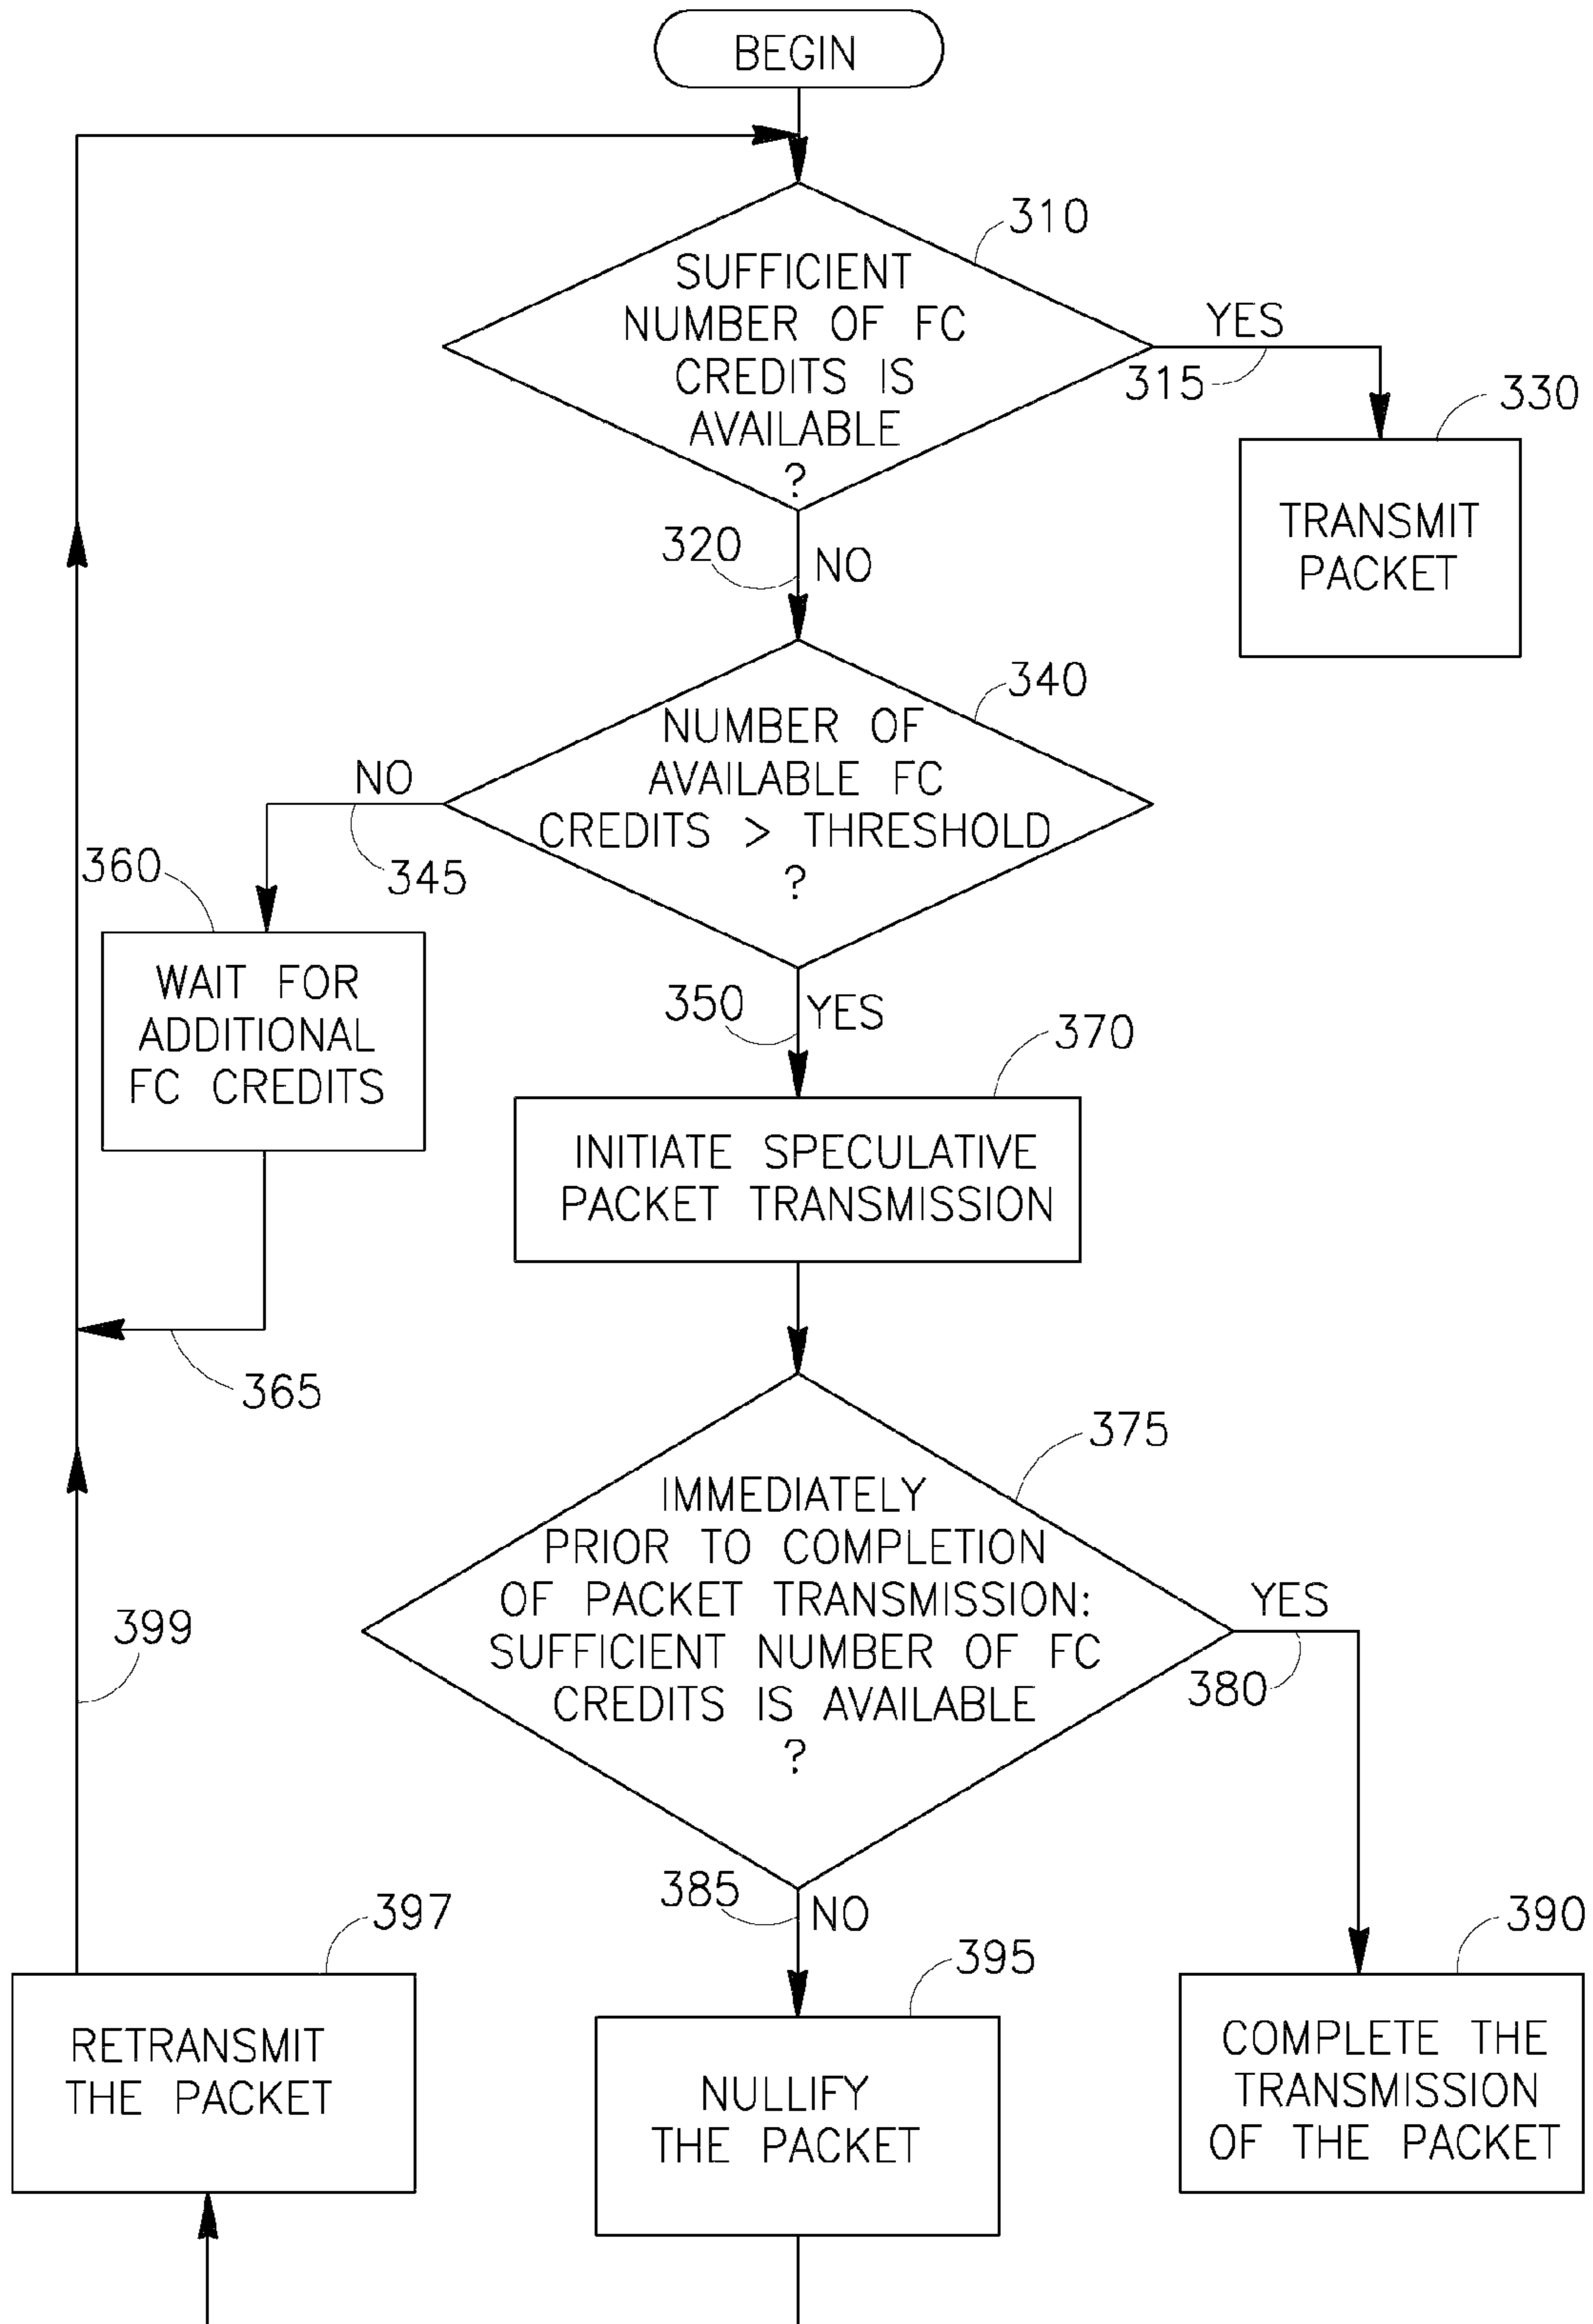 BEGIN
310
SUFFICIENT
NUMBER OF FC
CREDITS IS
AVAILABLE
?
YES
315
330
TRANSMIT
PACKET
320
NO
340
NUMBER OF
AVAILABLE FC
CREDITS > THRESHOLD
?
NO
345
360
WAIT FOR
ADDITIONAL
FC CREDITS
365
350
YES
370
INITIATE SPECULATIVE
PACKET TRANSMISSION
375
IMMEDIATELY
PRIOR TO COMPLETION
OF PACKET TRANSMISSION:
SUFFICIENT NUMBER OF FC
CREDITS IS AVAILABLE
?
YES
380
399
385
NO
397
RETRANSMIT
THE PACKET
395
NULLIFY
THE PACKET
390
COMPLETE THE
TRANSMISSION
OF THE PACKET